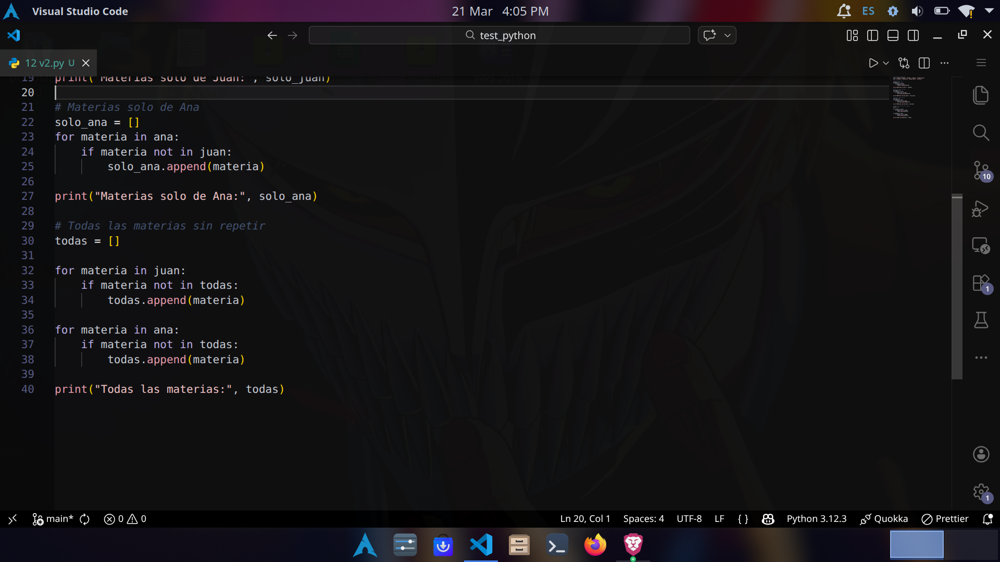 Visual Studio Code
21 Mar 4:05 PM
ES
test_python
12 v2.py U
19 print("Materias solo de Juan:", solo_juan)
20
21 # Materias solo de Ana
22 solo_ana = []
23 for materia in ana:
24 if materia not in juan:
25 solo_ana.append(materia)
26
27 print("Materias solo de Ana:", solo_ana)
28
29 # Todas las materias sin repetir
30 todas = []
31
32 for materia in juan:
33 if materia not in todas:
34 todas.append(materia)
35
36 for materia in ana:
37 if materia not in todas:
38 todas.append(materia)
39
40 print("Todas las materias:", todas)
10
1
1
main* 0 0
Ln 20, Col 1 Spaces: 4 UTF-8 LF { } Python 3.12.3 Quokka Prettier